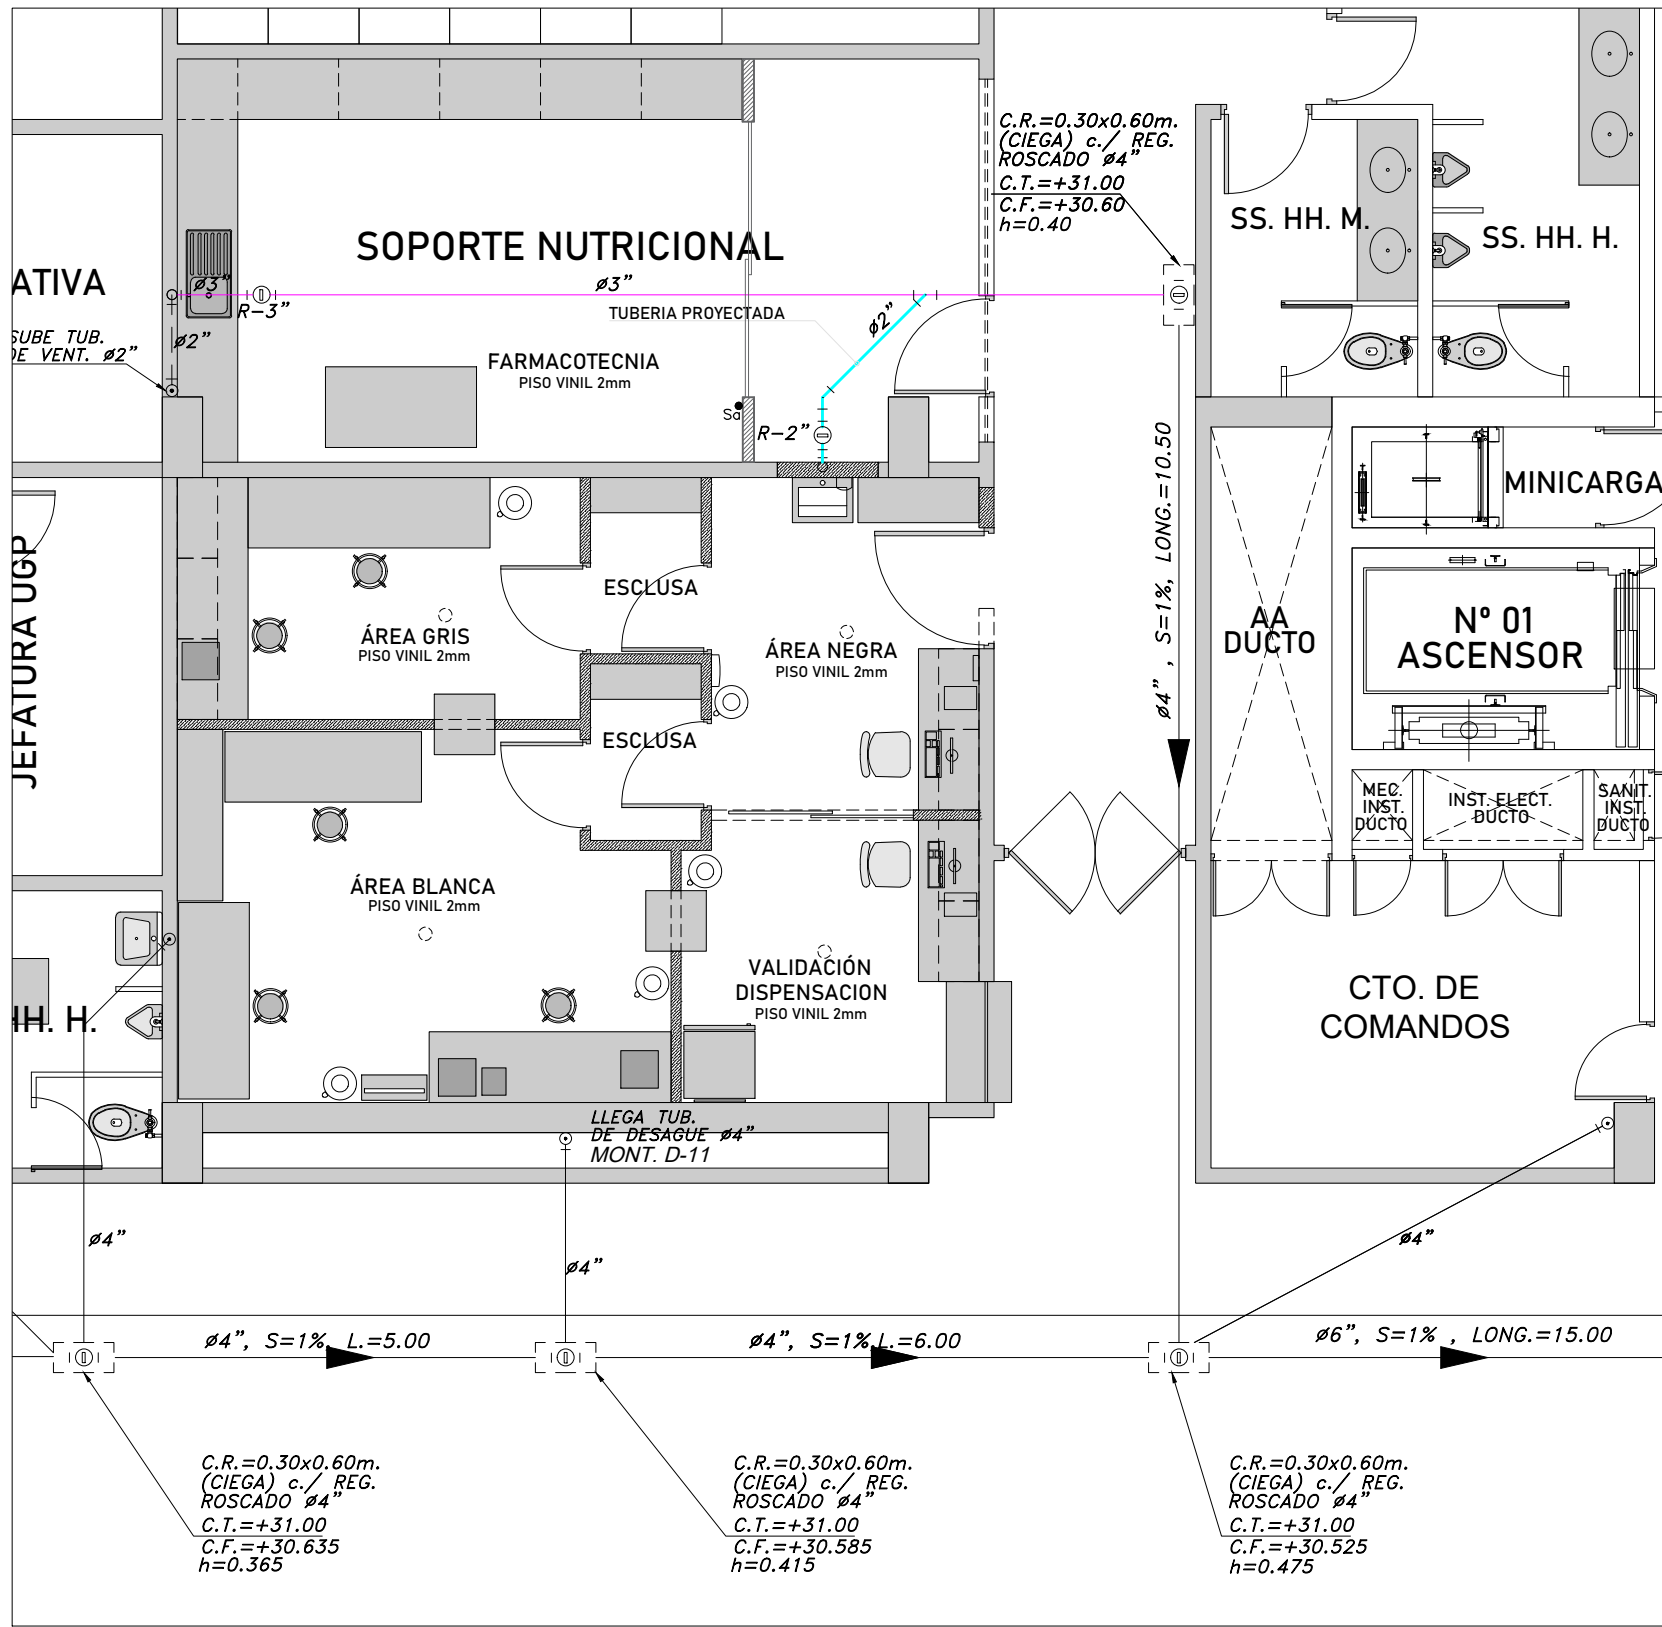 C.R.=0.30x0.60m.
(CIEGA) c./ REG.
ROSCADO ø4"
C.T.=+31.00
C.F.=+30.60
h=0.40
SS. HH. M.
SS. HH. H.
SOPORTE NUTRICIONAL
ATIVA
ø3"
ø3"
R-3"
TUBERIA PROYECTADA
ø2"
SUBE TUB.
DE VENT. ø2"
ø2"
FARMACOTECNIA
PISO VINIL 2mm
Sa
R-2"
ø4" , S=1%, LONG.=10.50
MINICARGA
JEFATURA UGP
ESCLUSA
ÁREA GRIS
PISO VINIL 2mm
ÁREA NEGRA
PISO VINIL 2mm
AA
DUCTO
Nº 01
ASCENSOR
ESCLUSA
MEC.
INST.
DUCTO
INST. ELECT.
DUCTO
SANIT.
INST.
DUCTO
ÁREA BLANCA
PISO VINIL 2mm
VALIDACIÓN
DISPENSACION
PISO VINIL 2mm
CTO. DE
COMANDOS
HH. H.
LLEGA TUB.
DE DESAGUE ø4"
MONT. D-11
ø4"
ø4"
ø4"
ø4", S=1%, L.=5.00
ø4", S=1%,L.=6.00
ø6", S=1% , LONG.=15.00
C.R.=0.30x0.60m.
(CIEGA) c./ REG.
ROSCADO ø4"
C.T.=+31.00
C.F.=+30.635
h=0.365
C.R.=0.30x0.60m.
(CIEGA) c./ REG.
ROSCADO ø4"
C.T.=+31.00
C.F.=+30.585
h=0.415
C.R.=0.30x0.60m.
(CIEGA) c./ REG.
ROSCADO ø4"
C.T.=+31.00
C.F.=+30.525
h=0.475